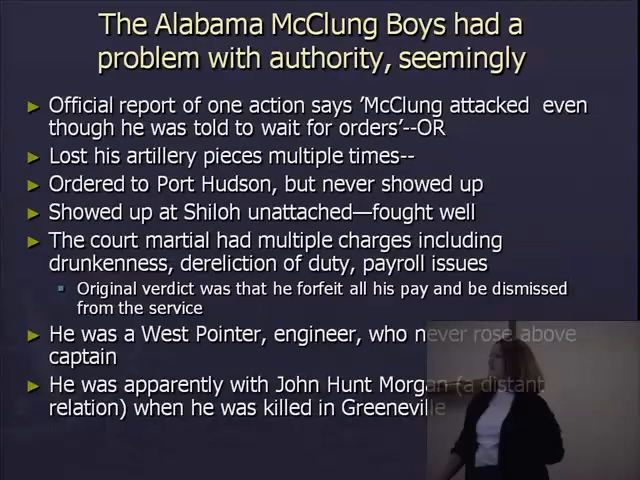 The Alabama McClung Boys had a
problem with authority, seemingly
Official report of one action says ’McClung attacked even
though he was told to wait for orders’--OR
Lost his artillery pieces multiple times--
Ordered to Port Hudson, but never showed up
Showed up at Shiloh unattached—fought well
The court martial had multiple charges including
drunkenness, dereliction of duty, payroll issues
Original verdict was that he forfeit all his pay and be dismissed
from the service
He was a West Pointer, engineer, who never rose above
captain
He was apparently with John Hunt Morgan (a distant
relation) when he was killed in Greeneville